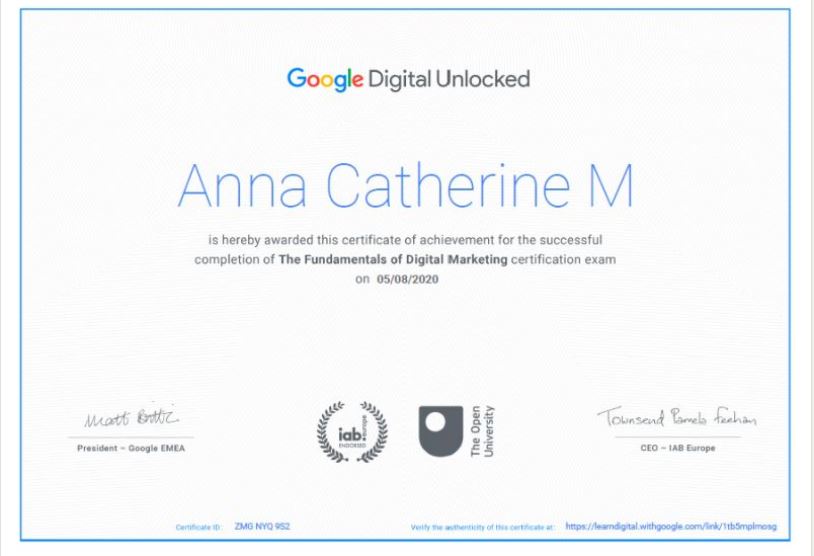 Google Digital Unlocked
Anna Catherine M
is hereby awarded this certificate of achievement for the successful
completion of The Fundamentals of Digital Marketing certification exam
on 05/08/2020
Matt Brittin
President – Google EMEA
iab europe
ENDORSED
The Open
University
Townsend Pamela Feehan
CEO – IAB Europe
Certificate ID: ZMG NYQ 9S2
Verify the authenticity of this certificate at: https://learndigital.withgoogle.com/link/1tb5mplmosg